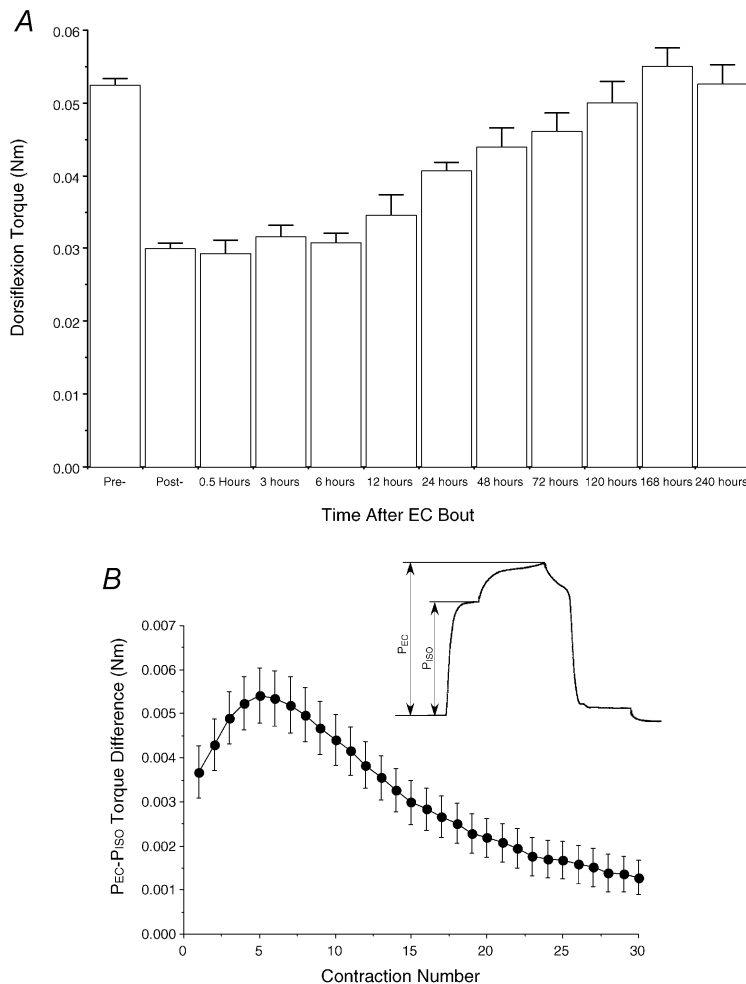 A
Dorsiflexion Torque (Nm)
0.06
0.05
0.04
0.03
0.02
0.01
0.00
Pre- Post- 0.5 Hours 3 hours 6 hours 12 hours 24 hours 48 hours 72 hours 120 hours 168 hours 240 hours
Time After EC Bout
B
PEC-PISO Torque Difference (Nm)
0.007
0.006
0.005
0.004
0.003
0.002
0.001
0.000
PEC
PISO
0 5 10 15 20 25 30
Contraction Number